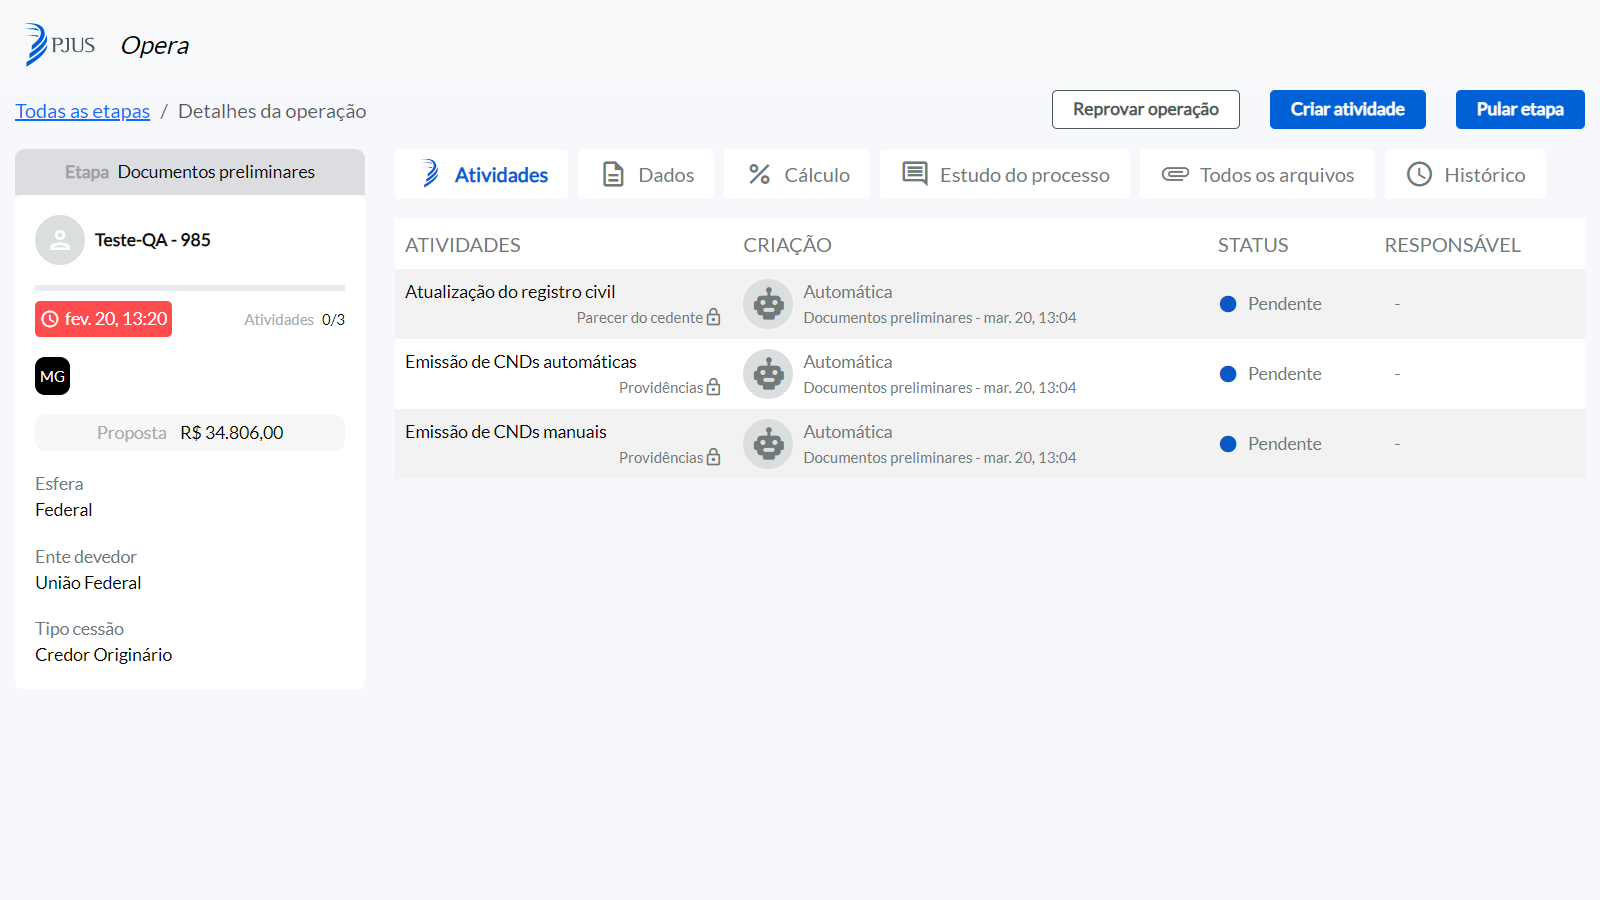 PJUS Opera
Todas as etapas / Detalhes da operação
Reprovar operação
Criar atividade
Pular etapa
Etapa Documentos preliminares
Teste-QA - 985
fev. 20, 13:20
Atividades 0/3
MG
Proposta R$ 34.806,00
Esfera
Federal
Ente devedor
União Federal
Tipo cessão
Credor Originário
Atividades
Dados
Cálculo
Estudo do processo
Todos os arquivos
Histórico
ATIVIDADES CRIAÇÃO STATUS RESPONSÁVEL
Atualização do registro civil
Parecer do cedente
Automática
Documentos preliminares - mar. 20, 13:04
Pendente -
Emissão de CNDs automáticas
Providências
Automática
Documentos preliminares - mar. 20, 13:04
Pendente -
Emissão de CNDs manuais
Providências
Automática
Documentos preliminares - mar. 20, 13:04
Pendente -